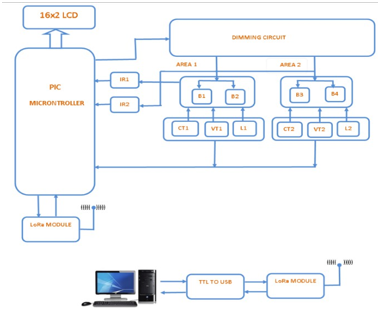 16x2 LCD
DIMMING CIRCUIT
AREA 1
AREA 2
PIC
MICRONTROLLER
IR1
IR2
B1
B2
B3
B4
CT1
VT1
L1
CT2
VT2
L2
LoRa MODULE
TTL TO USB
LoRa MODULE